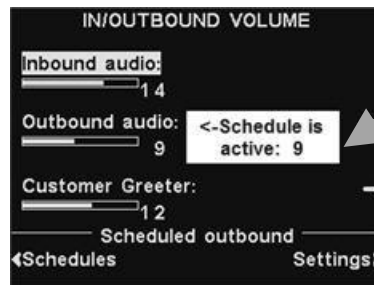 IN/OUTBOUND VOLUME
Inbound audio:
14
Outbound audio:
9
<-Schedule is
active: 9
Customer Greeter:
12
Scheduled outbound
Schedules
Settings